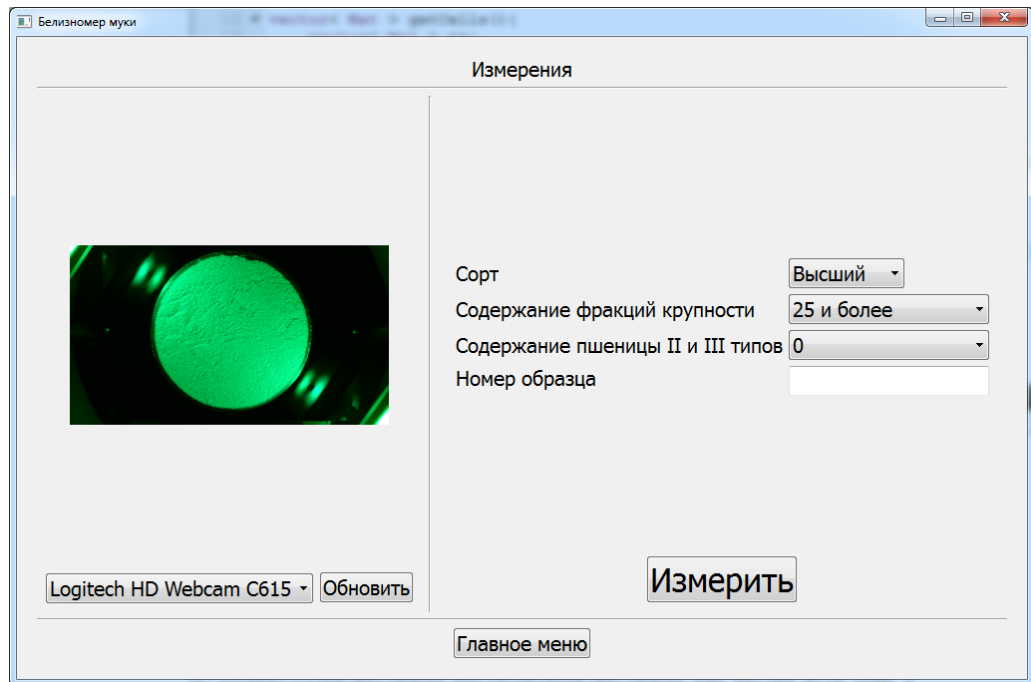 Белизномер муки
Измерения
Сорт
Высший
Содержание фракций крупности
25 и более
Содержание пшеницы II и III типов
0
Номер образца
Logitech HD Webcam C615
Обновить
Измерить
Главное меню